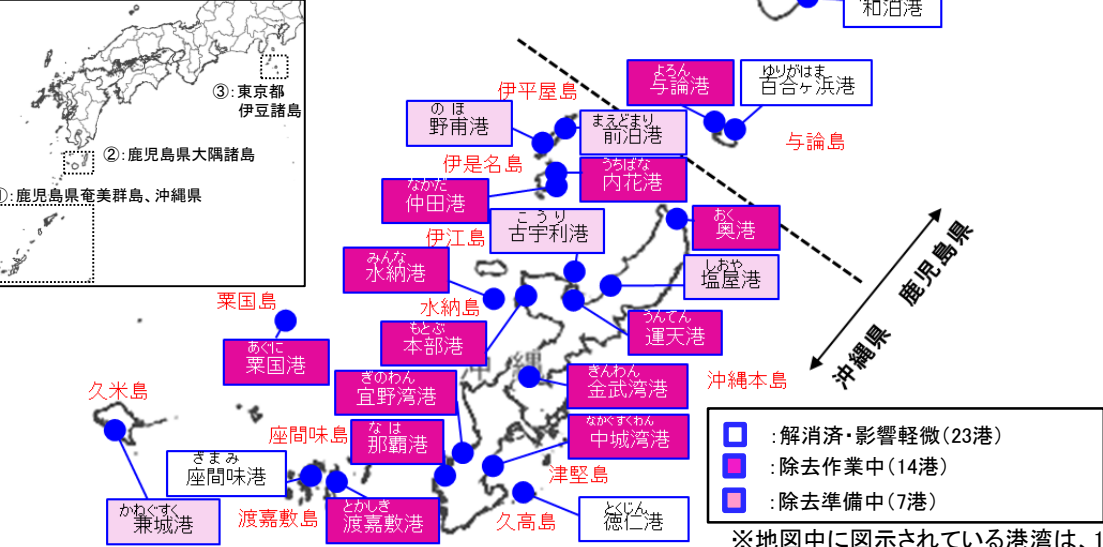 和泊港
③：東京都
伊豆諸島
②：鹿児島県大隅諸島
①：鹿児島県奄美群島、沖縄県
よろん
与論港
ゆりがはま
百合ヶ浜港
与論島
伊平屋島
のほ
野甫港
まえどまり
前泊港
伊是名島
うちばな
内花港
なかだ
仲田港
こうり
古宇利港
おく
奥港
伊江島
みんな
水納港
しおや
塩屋港
鹿児島県
沖縄県
水納島
粟国島
もとぶ
本部港
うんてん
運天港
あぐに
粟国港
沖縄
きんわん
金武湾港
沖縄本島
ぎのわん
宜野湾港
久米島
なかぐすくわん
中城湾港
なは
那覇港
座間味島
ざまみ
座間味港
津堅島
とかしき
渡嘉敷港
渡嘉敷島
久高島
とくじん
徳仁港
かねぐすく
兼城港
：解消済・影響軽微（23港）
：除去作業中（14港）
：除去準備中（7港）
※地図中に図示されている港湾は、1